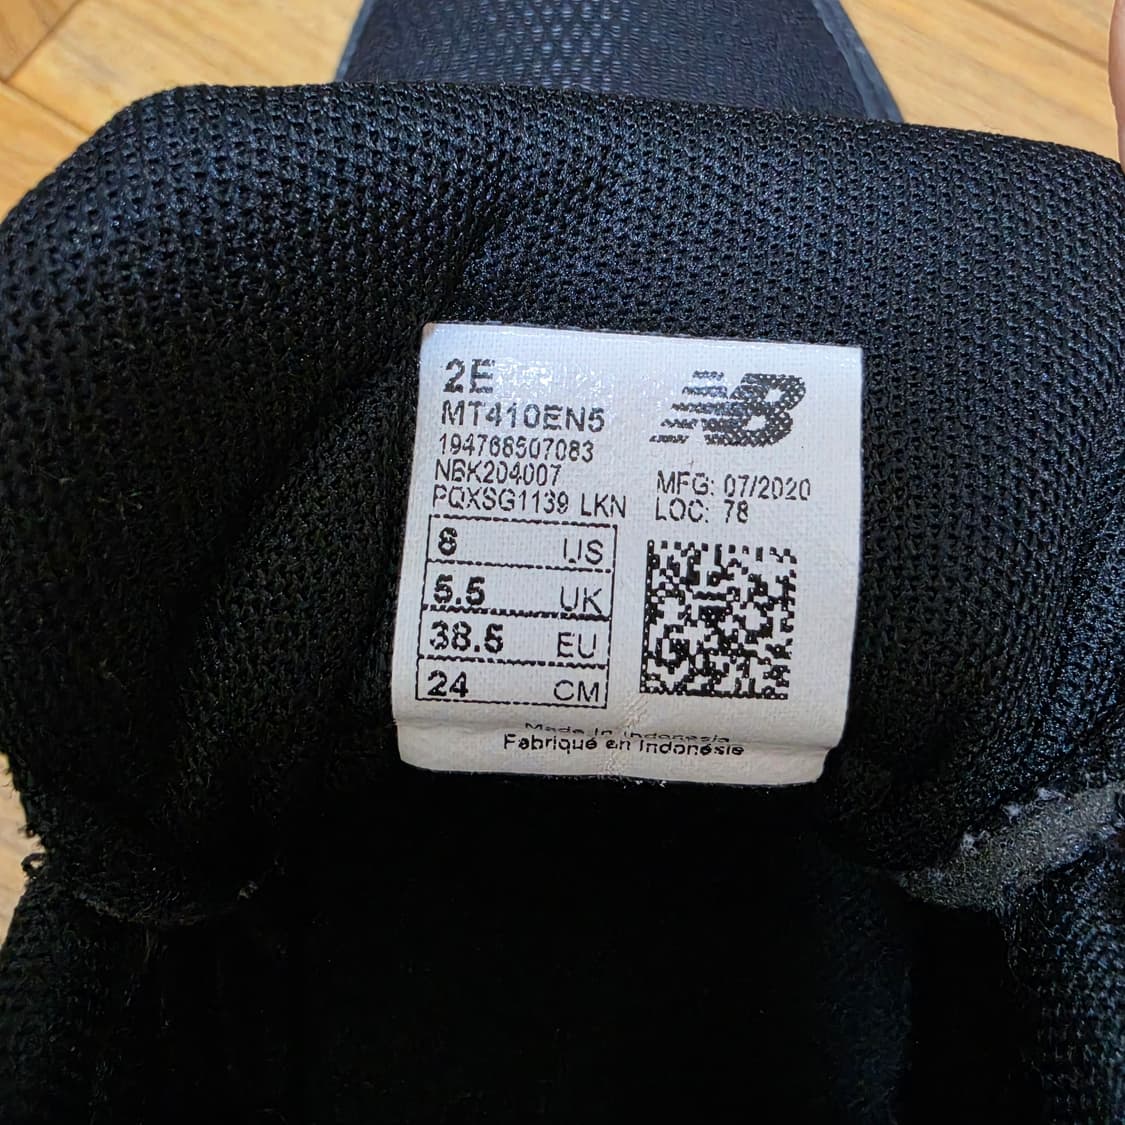 2E
MT410EN5
194768507083
NBK204007
PQXSG1139 LKN
NB
MFG: 07/2020
LOC: 78
6 US
5.5 UK
38.5 EU
24 CM
Made in Indonesia
Fabriqué en Indonésie